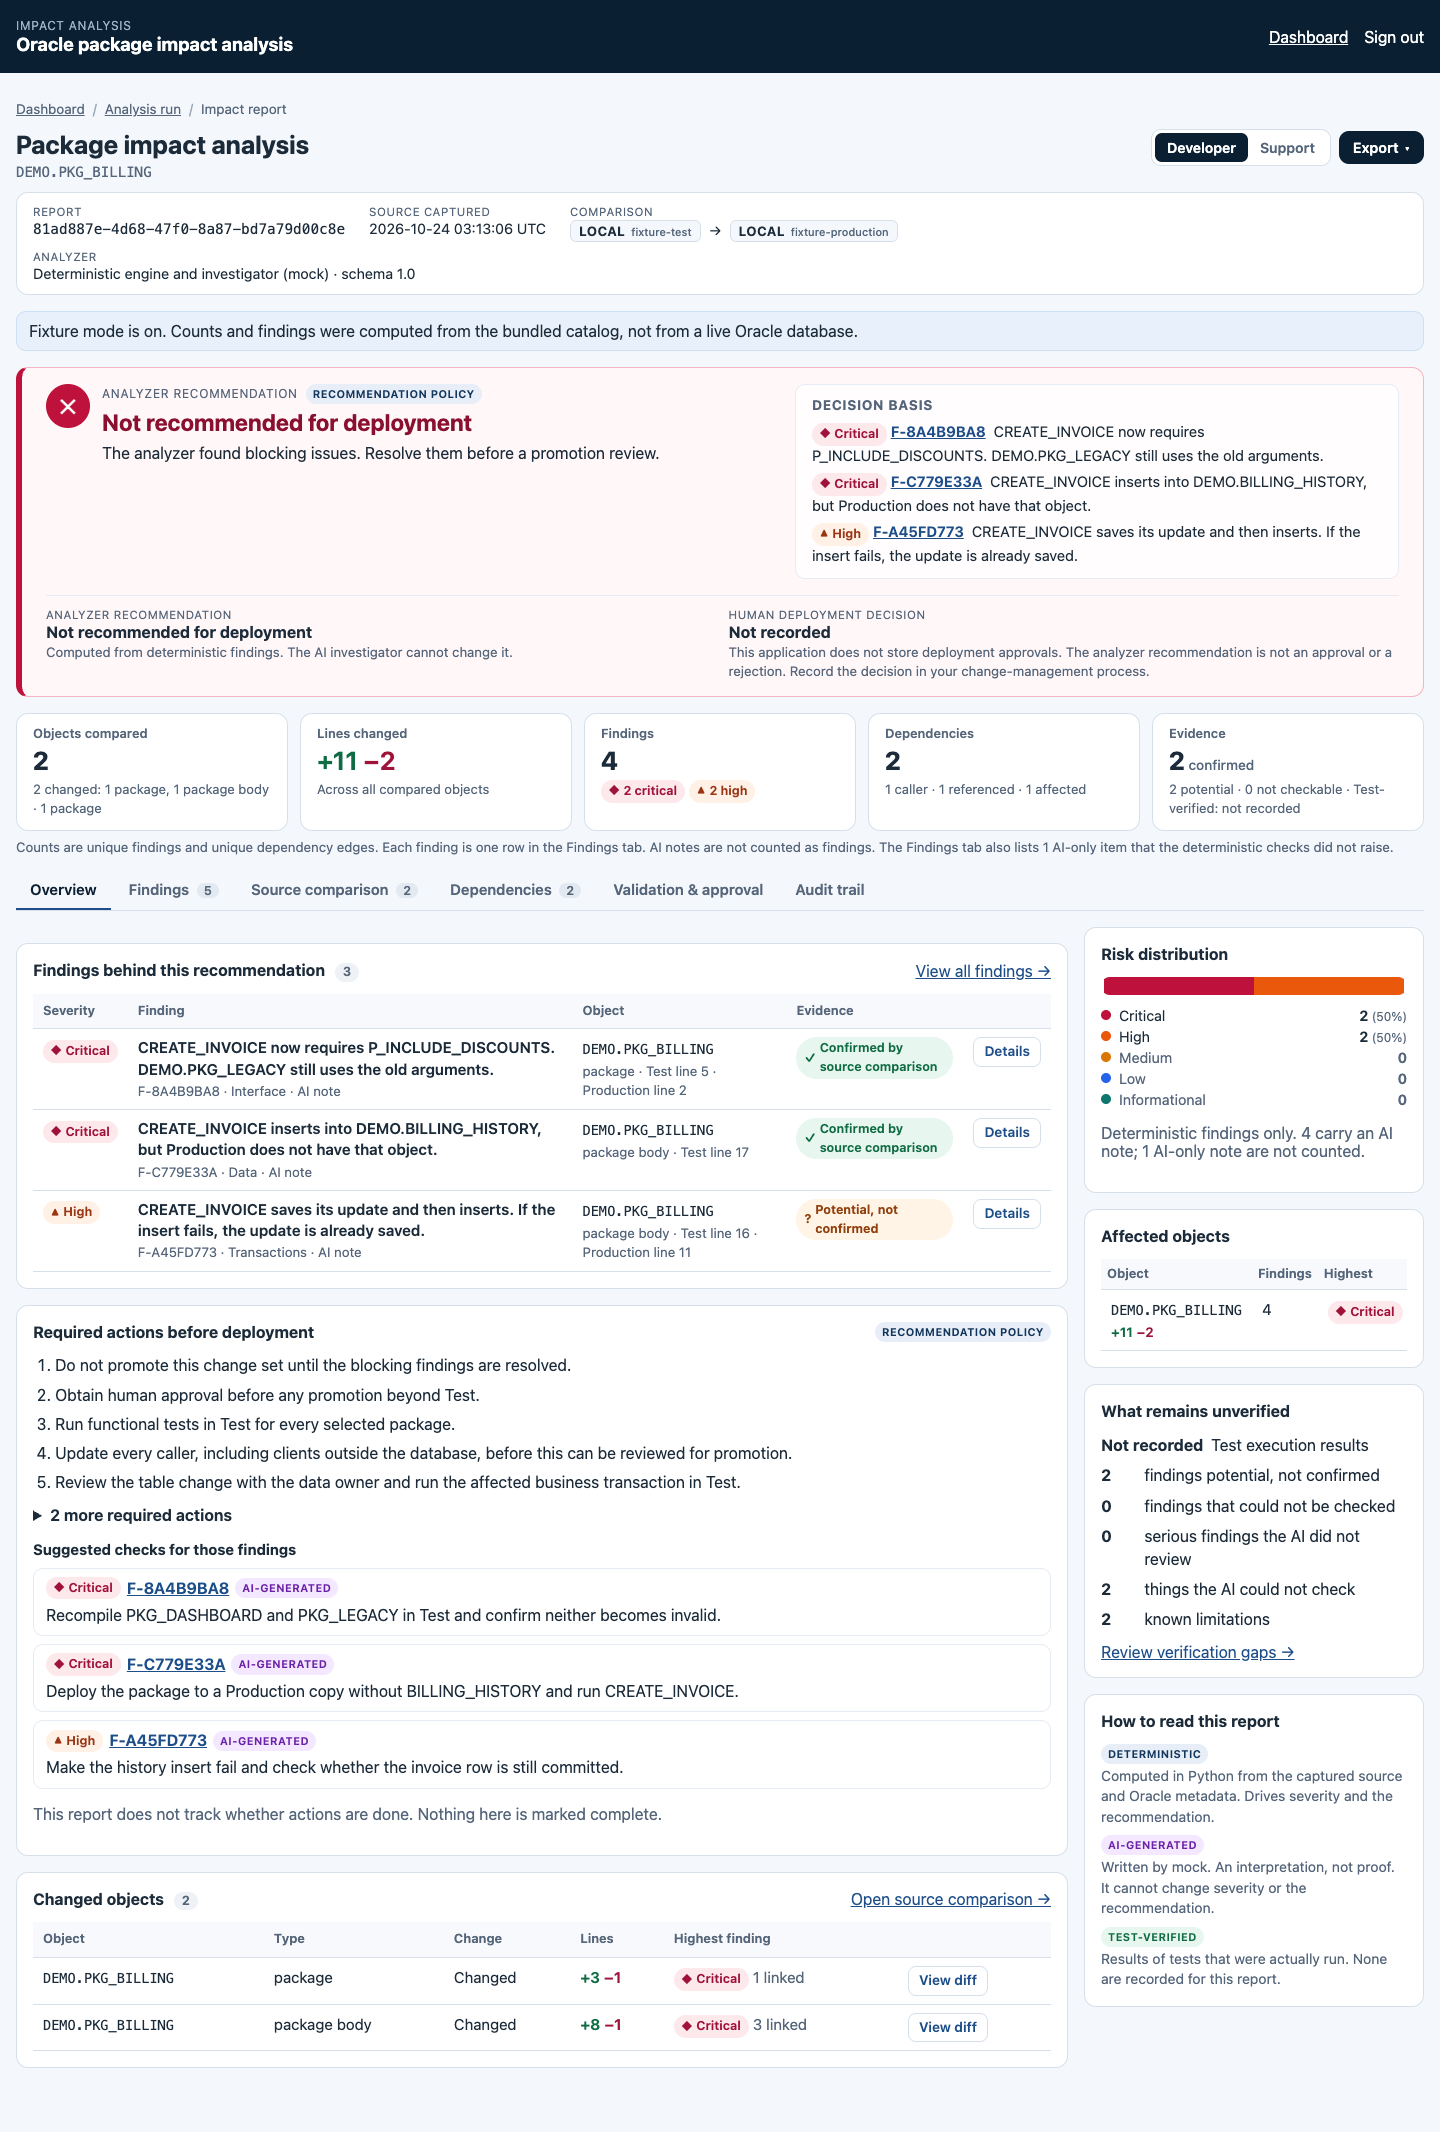 IMPACT ANALYSIS
Oracle package impact analysis
Dashboard Sign out
Dashboard / Analysis run / Impact report
Package impact analysis
DEMO.PKG_BILLING
Developer Support Export
REPORT
81ad887e-4d68-47f0-8a87-bd7a79d00c8e
SOURCE CAPTURED
2026-10-24 03:13:06 UTC
COMPARISON
LOCAL fixture-test → LOCAL fixture-production
ANALYZER
Deterministic engine and investigator (mock) · schema 1.0
Fixture mode is on. Counts and findings were computed from the bundled catalog, not from a live Oracle database.
ANALYZER RECOMMENDATION RECOMMENDATION POLICY
Not recommended for deployment
The analyzer found blocking issues. Resolve them before a promotion review.
DECISION BASIS
Critical F-8A4B9BA8 CREATE_INVOICE now requires
P_INCLUDE_DISCOUNTS. DEMO.PKG_LEGACY still uses the old arguments.
Critical F-C779E33A CREATE_INVOICE inserts into DEMO.BILLING_HISTORY,
but Production does not have that object.
High F-A45FD773 CREATE_INVOICE saves its update and then inserts. If the
insert fails, the update is already saved.
ANALYZER RECOMMENDATION
Not recommended for deployment
Computed from deterministic findings. The AI investigator cannot change it.
HUMAN DEPLOYMENT DECISION
Not recorded
This application does not store deployment approvals. The analyzer recommendation is not an approval or a
rejection. Record the decision in your change-management process.
Objects compared
2
2 changed: 1 package, 1 package body
· 1 package
Lines changed
+11 −2
Across all compared objects
Findings
4
2 critical 2 high
Dependencies
2
1 caller · 1 referenced · 1 affected
Evidence
2 confirmed
2 potential · 0 not checkable · Test-
verified: not recorded
Counts are unique findings and unique dependency edges. Each finding is one row in the Findings tab. AI notes are not counted as findings. The Findings tab also lists 1 AI-only item that the deterministic checks did not raise.
Overview Findings 5 Source comparison 2 Dependencies 2 Validation & approval Audit trail
Findings behind this recommendation 3
View all findings →
Severity Finding Object Evidence
Critical
CREATE_INVOICE now requires P_INCLUDE_DISCOUNTS.
DEMO.PKG_LEGACY still uses the old arguments.
F-8A4B9BA8 · Interface · AI note
DEMO.PKG_BILLING
package · Test line 5 ·
Production line 2
Confirmed by
source comparison
Details
Critical
CREATE_INVOICE inserts into DEMO.BILLING_HISTORY,
but Production does not have that object.
F-C779E33A · Data · AI note
DEMO.PKG_BILLING
package body · Test line 17
Confirmed by
source comparison
Details
High
CREATE_INVOICE saves its update and then inserts. If the
insert fails, the update is already saved.
F-A45FD773 · Transactions · AI note
DEMO.PKG_BILLING
package body · Test line 16 ·
Production line 11
? Potential, not
confirmed
Details
Required actions before deployment
RECOMMENDATION POLICY
1. Do not promote this change set until the blocking findings are resolved.
2. Obtain human approval before any promotion beyond Test.
3. Run functional tests in Test for every selected package.
4. Update every caller, including clients outside the database, before this can be reviewed for promotion.
5. Review the table change with the data owner and run the affected business transaction in Test.
2 more required actions
Suggested checks for those findings
Critical F-8A4B9BA8 AI-GENERATED
Recompile PKG_DASHBOARD and PKG_LEGACY in Test and confirm neither becomes invalid.
Critical F-C779E33A AI-GENERATED
Deploy the package to a Production copy without BILLING_HISTORY and run CREATE_INVOICE.
High F-A45FD773 AI-GENERATED
Make the history insert fail and check whether the invoice row is still committed.
This report does not track whether actions are done. Nothing here is marked complete.
Changed objects 2
Open source comparison →
Object Type Change Lines Highest finding
DEMO.PKG_BILLING package Changed +3 −1 Critical 1 linked View diff
DEMO.PKG_BILLING package body Changed +8 −1 Critical 3 linked View diff
Risk distribution
Critical 2 (50%)
High 2 (50%)
Medium 0
Low 0
Informational 0
Deterministic findings only. 4 carry an AI
note; 1 AI-only note are not counted.
Affected objects
Object Findings Highest
DEMO.PKG_BILLING 4 Critical
+11 −2
What remains unverified
Not recorded Test execution results
2 findings potential, not confirmed
0 findings that could not be checked
0 serious findings the AI did not
review
2 things the AI could not check
2 known limitations
Review verification gaps →
How to read this report
DETERMINISTIC
Computed in Python from the captured source
and Oracle metadata. Drives severity and the
recommendation.
AI-GENERATED
Written by mock. An interpretation, not proof.
It cannot change severity or the
recommendation.
TEST-VERIFIED
Results of tests that were actually run. None
are recorded for this report.